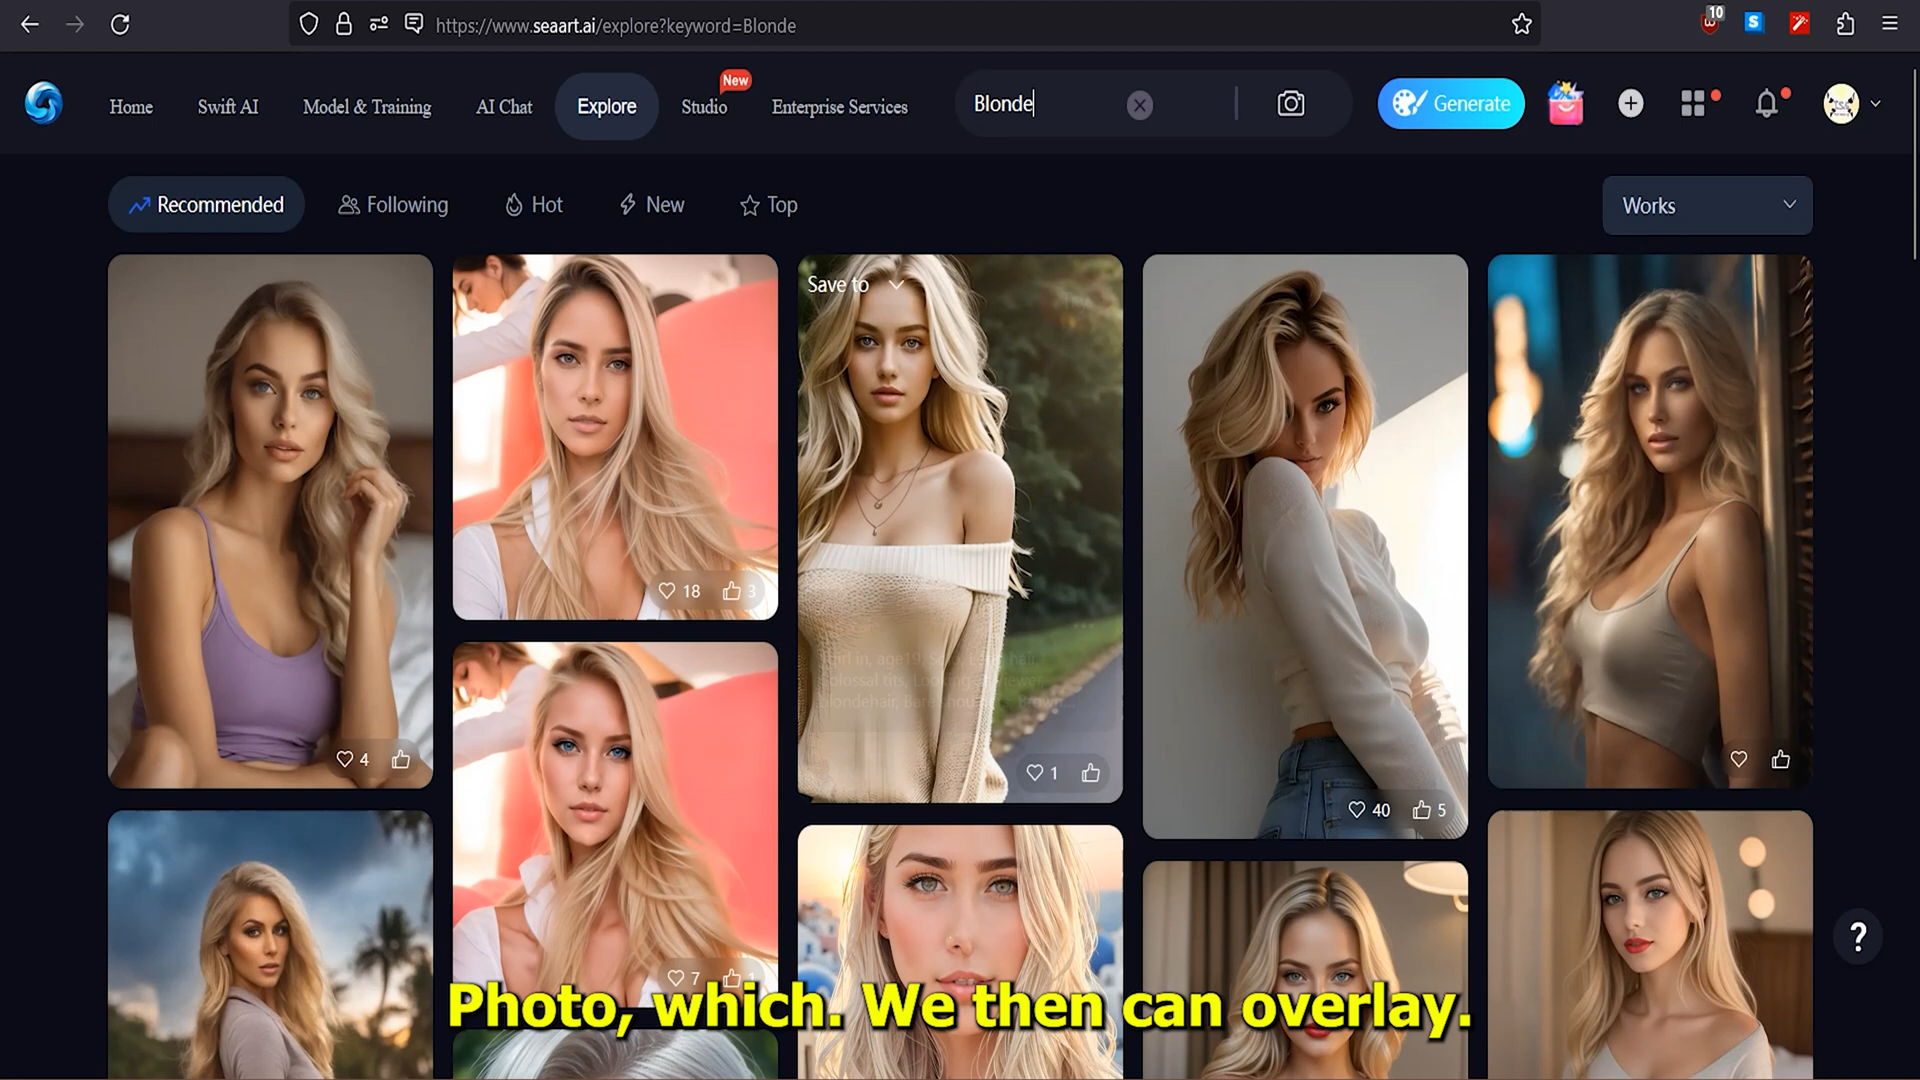 https://www.seaart.ai/explore?keyword=Blonde
10
S
Home
Swift AI
Model & Training
AI Chat
Explore
Studio
New
Enterprise Services
Blonde
Generate
Recommended
Following
Hot
New
Top
Works
Save to
18
3
4
1
40
5
7
1
?
Photo, which. We then can overlay.